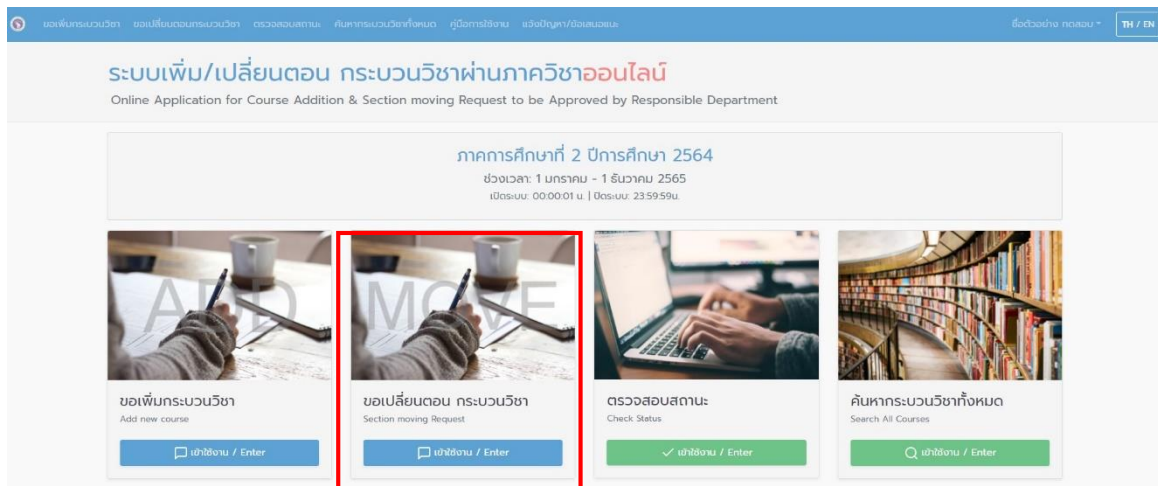 ขอเพิ่มกระบวนวิชา ขอเปลี่ยนตอนกระบวนวิชา ตรวจสอบสถานะ ค้นหากระบวนวิชาทั้งหมด คู่มือการใช้งาน แจ้งปัญหา/ข้อเสนอแนะ ชื่อตัวอย่าง ทดสอบ TH / EN
ระบบเพิ่ม/เปลี่ยนตอน กระบวนวิชาผ่านภาควิชาออนไลน์
Online Application for Course Addition & Section moving Request to be Approved by Responsible Department
ภาคการศึกษาที่ 2 ปีการศึกษา 2564
ช่วงเวลา: 1 มกราคม - 1 ธันวาคม 2565
เปิดระบบ: 00:00:01 น. | ปิดระบบ: 23:59:59น.
ADD
MOVE
ขอเพิ่มกระบวนวิชา
Add new course
เข้าใช้งาน / Enter
ขอเปลี่ยนตอน กระบวนวิชา
Section moving Request
เข้าใช้งาน / Enter
ตรวจสอบสถานะ
Check Status
เข้าใช้งาน / Enter
ค้นหากระบวนวิชาทั้งหมด
Search All Courses
เข้าใช้งาน / Enter